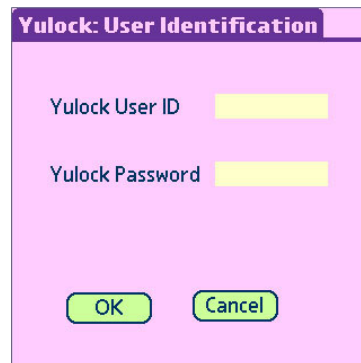 Yulock: User Identification
Yulock User ID
Yulock Password
OK Cancel